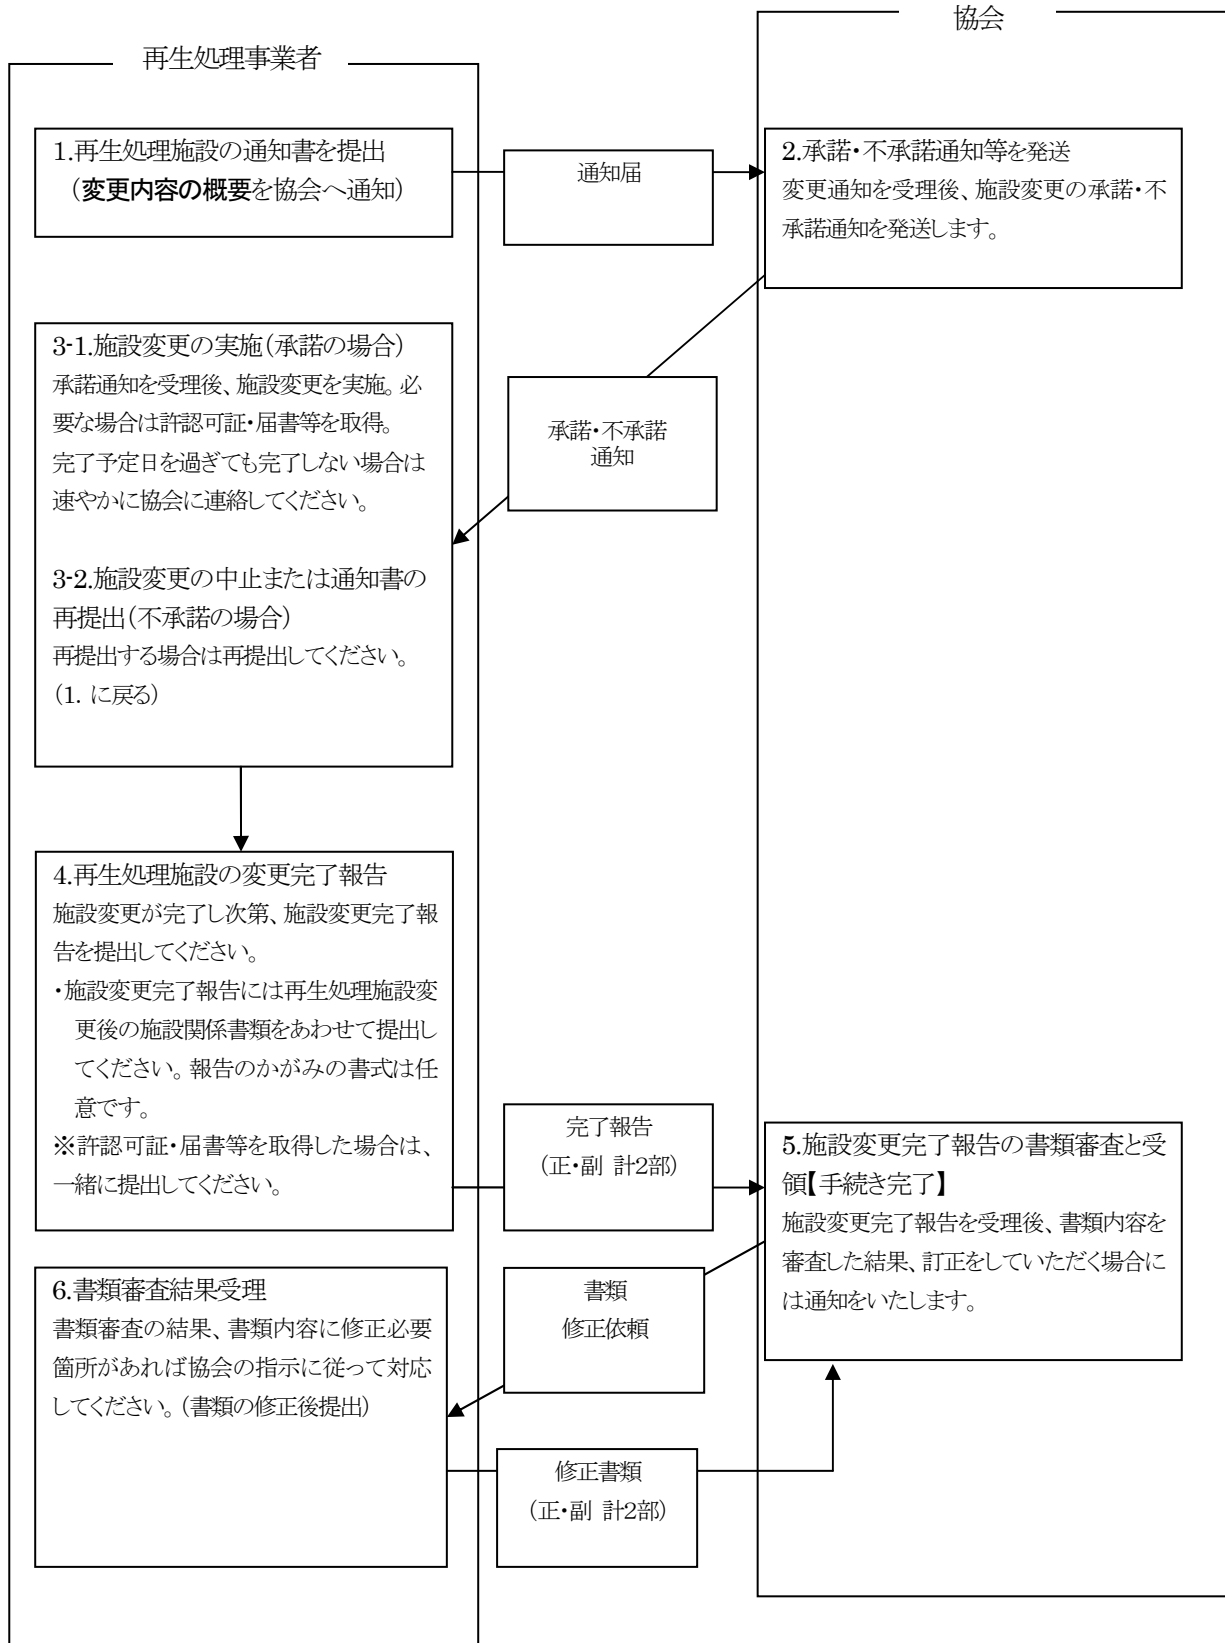 協会
再生処理事業者
1.再生処理施設の通知書を提出
（変更内容の概要を協会へ通知）
通知届
2.承諾・不承諾通知等を発送
変更通知を受理後、施設変更の承諾・不
承諾通知を発送します。
3-1.施設変更の実施（承諾の場合）
承諾通知を受理後、施設変更を実施。必
要な場合は許認可証・届書等を取得。
完了予定日を過ぎても完了しない場合は
速やかに協会に連絡してください。
承諾・不承諾
通知
3-2.施設変更の中止または通知書の
再提出（不承諾の場合）
再提出する場合は再提出してください。
（1. に戻る）
4.再生処理施設の変更完了報告
施設変更が完了し次第、施設変更完了報
告を提出してください。
・施設変更完了報告には再生処理施設変
更後の施設関係書類をあわせて提出し
てください。報告のかがみの書式は任
意です。
※許認可証・届書等を取得した場合は、
一緒に提出してください。
完了報告
（正・副 計2部）
5.施設変更完了報告の書類審査と受
領【手続き完了】
施設変更完了報告を受理後、書類内容を
審査した結果、訂正をしていただく場合に
は通知をいたします。
6.書類審査結果受理
書類審査の結果、書類内容に修正必要
箇所があれば協会の指示に従って対応
してください。（書類の修正後提出）
書類
修正依頼
修正書類
（正・副 計2部）